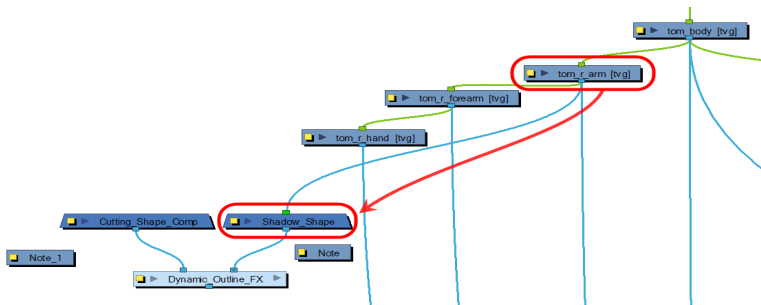 tom_body [tvg]
tom_r_arm [tvg]
tom_r_forearm [tvg]
tom_r_hand [tvg]
Cutting_Shape_Comp
Shadow_Shape
Note_1
Note
Dynamic_Outline_FX